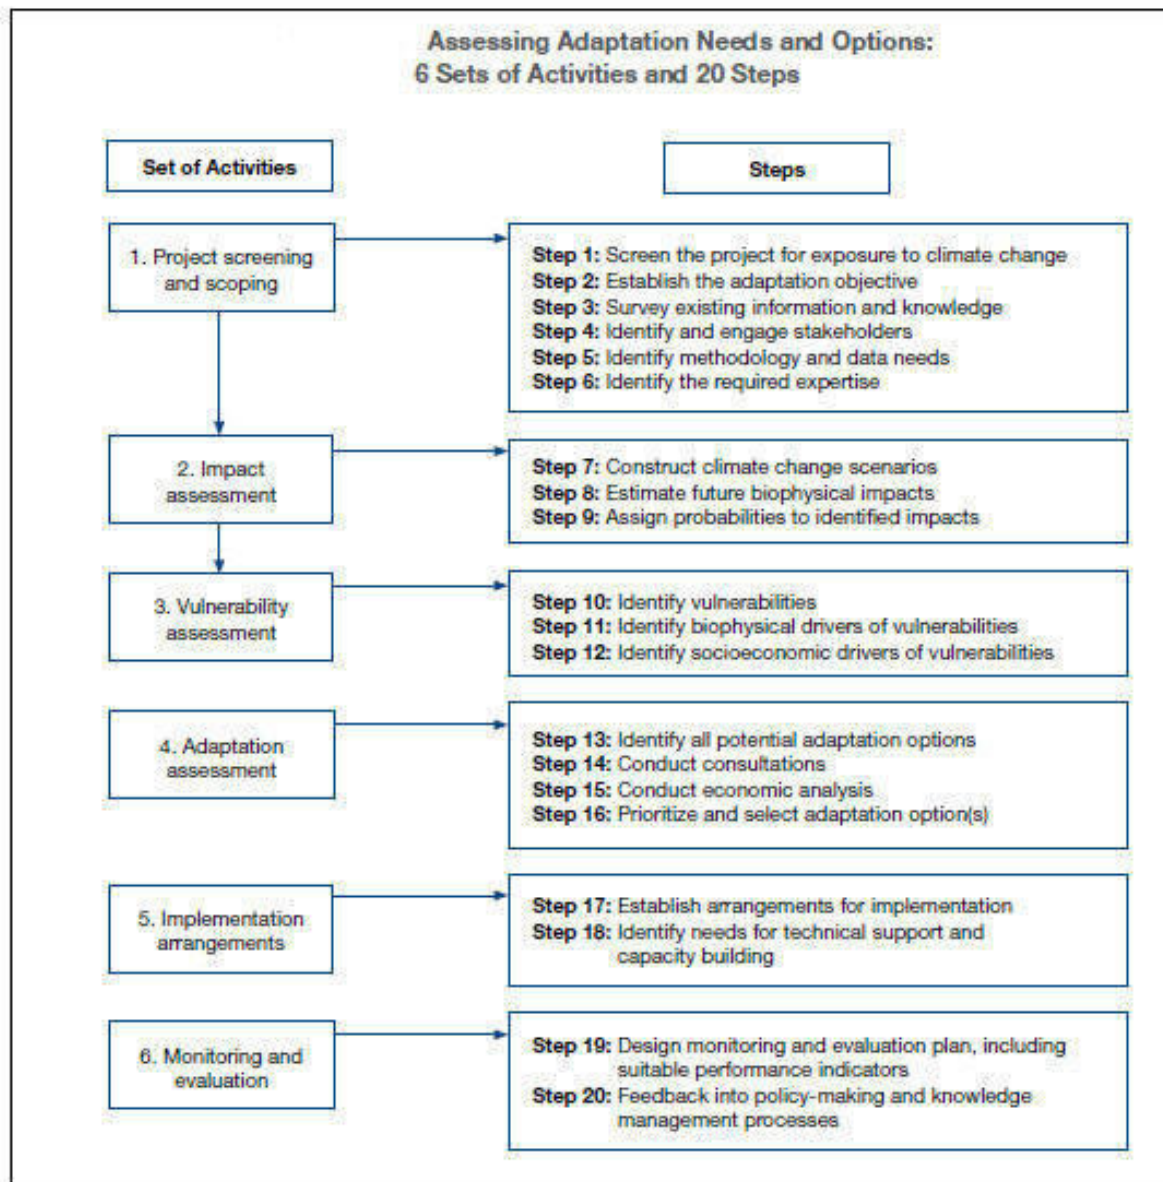 Assessing Adaptation Needs and Options:
6 Sets of Activities and 20 Steps
Set of Activities
Steps
1. Project screening
and scoping
Step 1: Screen the project for exposure to climate change
Step 2: Establish the adaptation objective
Step 3: Survey existing information and knowledge
Step 4: Identify and engage stakeholders
Step 5: Identify methodology and data needs
Step 6: Identify the required expertise
2. Impact
assessment
Step 7: Construct climate change scenarios
Step 8: Estimate future biophysical impacts
Step 9: Assign probabilities to identified impacts
3. Vulnerability
assessment
Step 10: Identify vulnerabilities
Step 11: Identify biophysical drivers of vulnerabilities
Step 12: Identify socioeconomic drivers of vulnerabilities
4. Adaptation
assessment
Step 13: Identify all potential adaptation options
Step 14: Conduct consultations
Step 15: Conduct economic analysis
Step 16: Prioritize and select adaptation option(s)
5. Implementation
arrangements
Step 17: Establish arrangements for implementation
Step 18: Identify needs for technical support and
capacity building
6. Monitoring and
evaluation
Step 19: Design monitoring and evaluation plan, including
suitable performance indicators
Step 20: Feedback into policy-making and knowledge
management processes